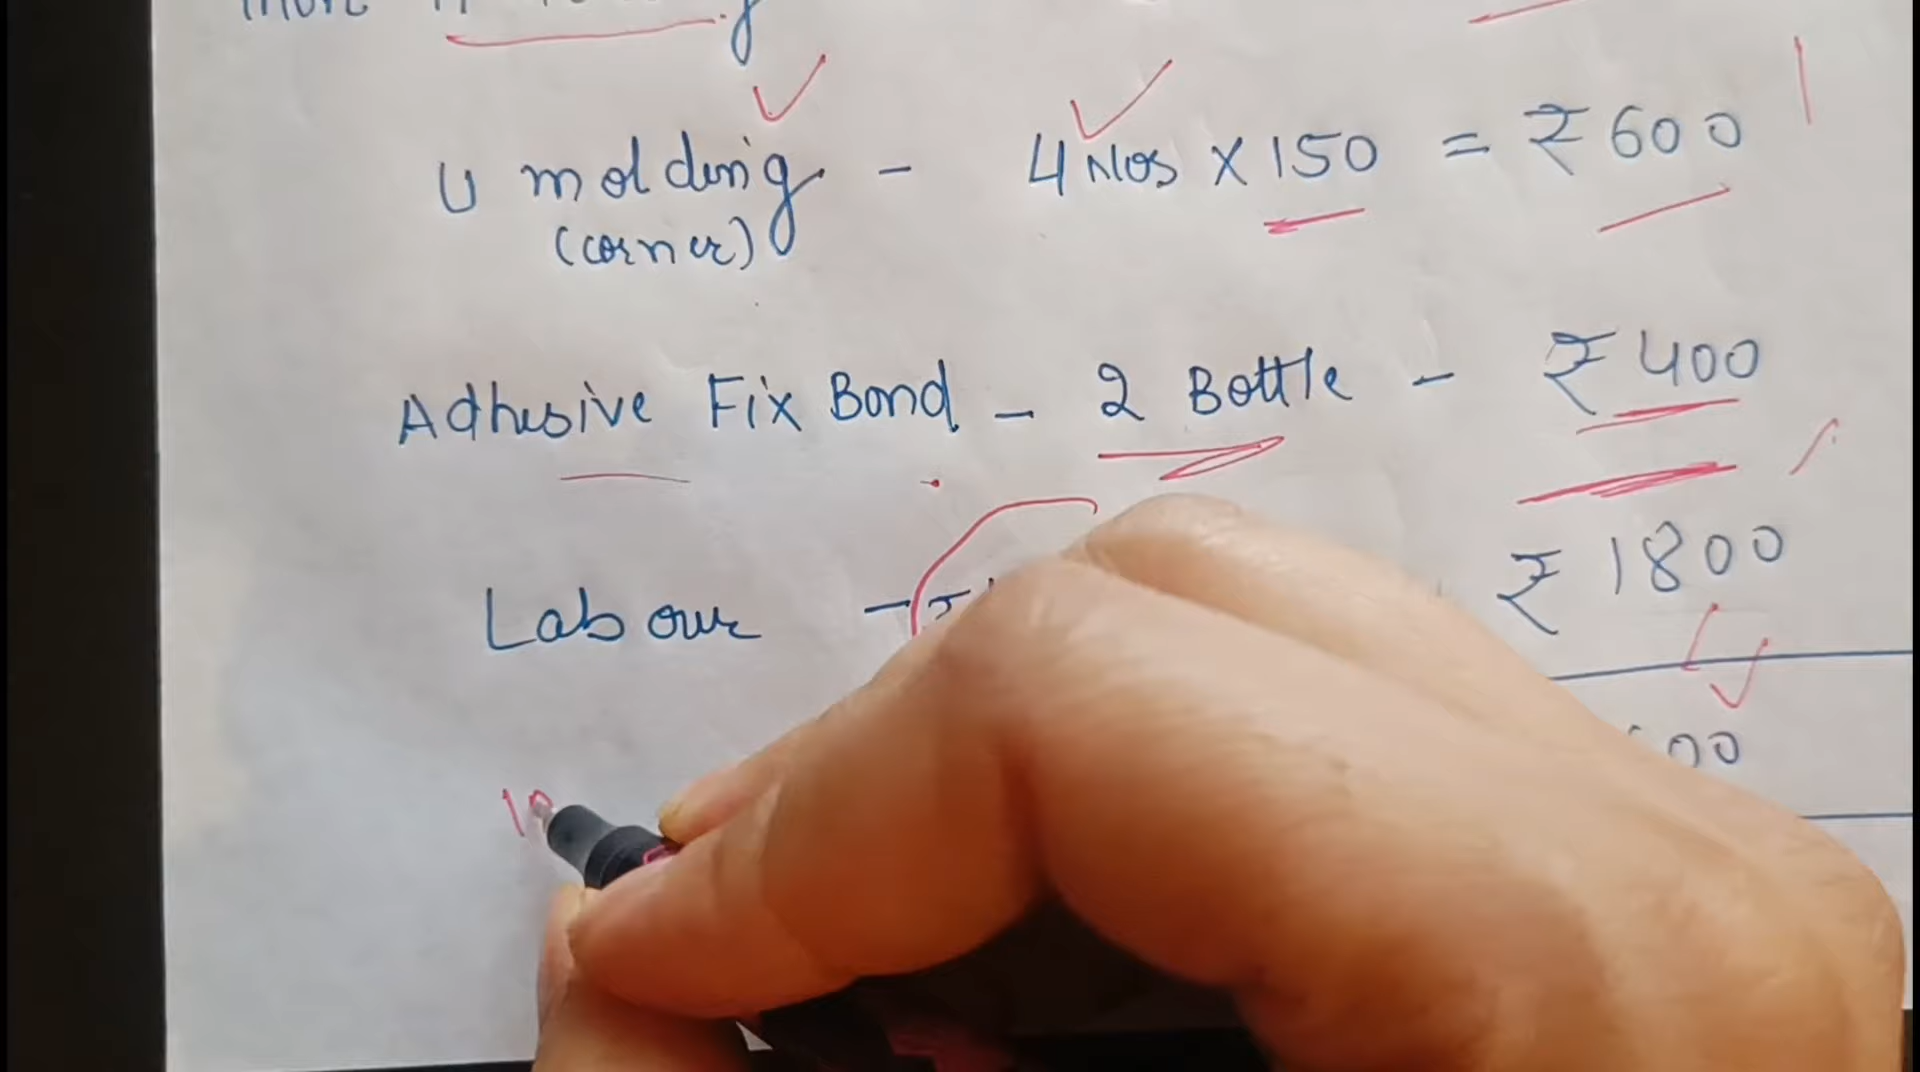 U molding - 4 Nos X 150 = ₹ 600
(corner)
Adhesive Fix Bond - 2 Bottle - ₹ 400
Labour - ₹ 1800